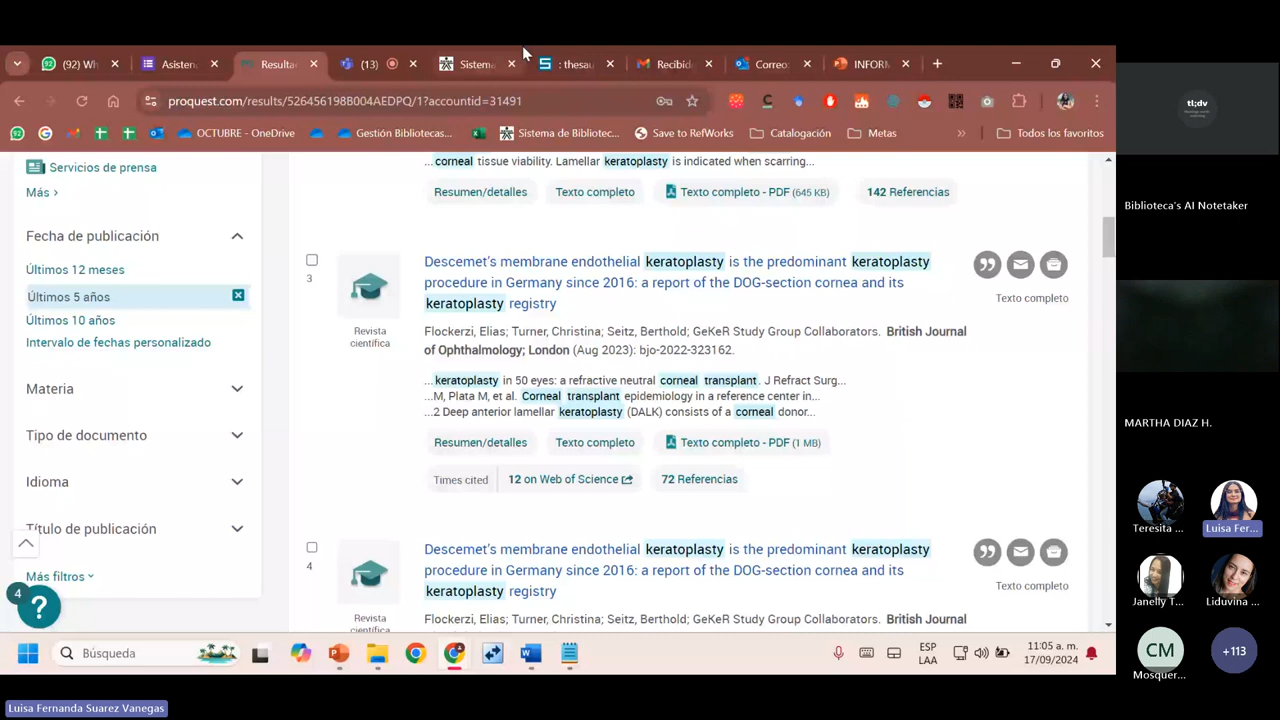 (92) Wh
Asisten
Resulta
(13)
Sistema
: thesau
Recibid
Correo
INFORM
proquest.com/results/526456198B004AEDPQ/1?accountid=31491
OCTUBRE - OneDrive
Gestión Bibliotecas...
Sistema de Bibliotec...
Save to RefWorks
Catalogación
Metas
»
Todos los favoritos
Servicios de prensa
Más >
Fecha de publicación
Últimos 12 meses
Últimos 5 años
Últimos 10 años
Intervalo de fechas personalizado
Materia
Tipo de documento
Idioma
Título de publicación
Más filtros
4
?
...corneal tissue viability. Lamellar keratoplasty is indicated when scarring...
Resumen/detalles
Texto completo
Texto completo - PDF (645 KB)
142 Referencias
3
Revista
científica
Descemet's membrane endothelial keratoplasty is the predominant keratoplasty
procedure in Germany since 2016: a report of the DOG-section cornea and its
keratoplasty registry
Texto completo
Flockerzi, Elias; Turner, Christina; Seitz, Berthold; GeKeR Study Group Collaborators. British Journal
of Ophthalmology; London (Aug 2023): bjo-2022-323162.
...keratoplasty in 50 eyes: a refractive neutral corneal transplant. J Refract Surg...
...M, Plata M, et al. Corneal transplant epidemiology in a reference center in...
...2 Deep anterior lamellar keratoplasty (DALK) consists of a corneal donor...
Resumen/detalles
Texto completo
Texto completo - PDF (1 MB)
Times cited
12 on Web of Science
72 Referencias
4
Revista
científica
Descemet's membrane endothelial keratoplasty is the predominant keratoplasty
procedure in Germany since 2016: a report of the DOG-section cornea and its
keratoplasty registry
Texto completo
Flockerzi, Elias; Turner, Christina; Seitz, Berthold; GeKeR Study Group Collaborators. British Journal
Búsqueda
ESP
LAA
11:05 a. m.
17/09/2024
tl;dv
Biblioteca's AI Notetaker
MARTHA DIAZ H.
Teresita ...
Luisa Fer...
Janelly T...
Liduvina ...
CM
Mosquer...
+113
Luisa Fernanda Suarez Vanegas